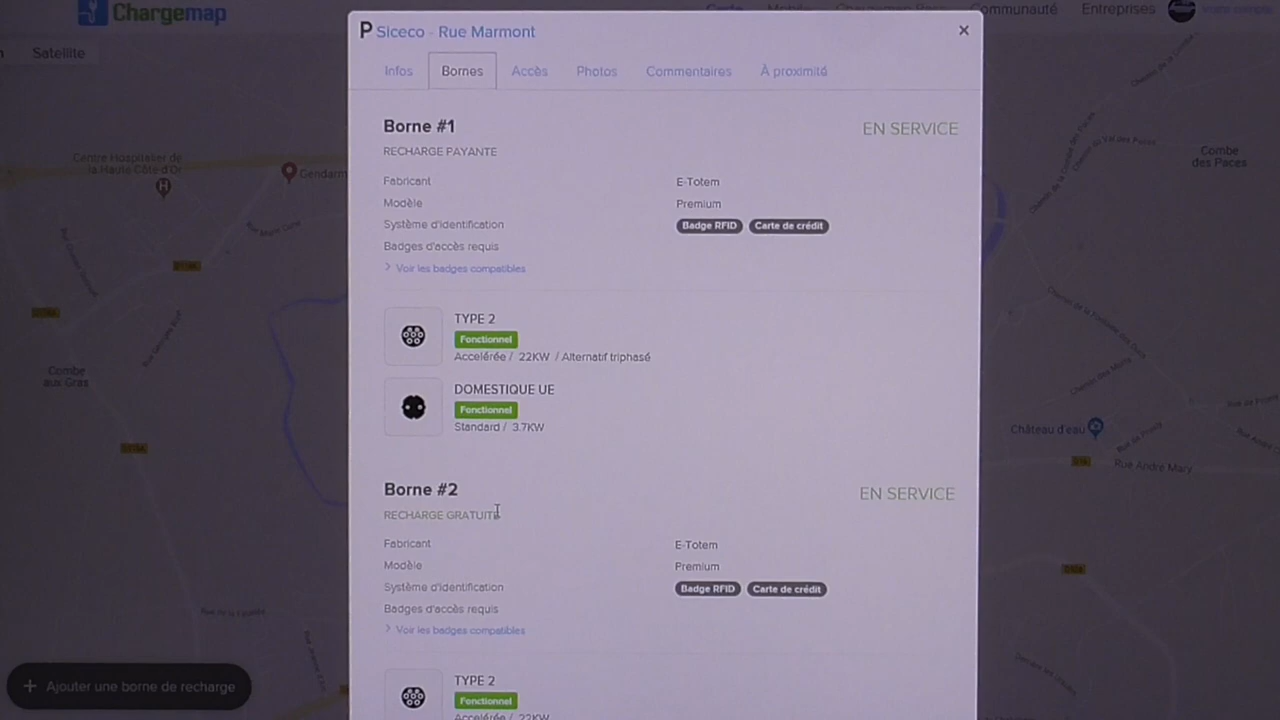 Chargemap
Carte
Communauté
Entreprises
Satellite
P Siceco - Rue Marmont
×
Infos
Bornes
Accès
Photos
Commentaires
À proximité
Borne #1
EN SERVICE
RECHARGE PAYANTE
Fabricant
E-Totem
Modèle
Premium
Système d'identification
Badge RFID
Carte de crédit
Badges d'accès requis
> Voir les badges compatibles
TYPE 2
Fonctionnel
Accelérée / 22KW / Alternatif triphasé
DOMESTIQUE UE
Fonctionnel
Standard / 3.7KW
Borne #2
EN SERVICE
RECHARGE GRATUITE
Fabricant
E-Totem
Modèle
Premium
Système d'identification
Badge RFID
Carte de crédit
Badges d'accès requis
> Voir les badges compatibles
TYPE 2
Fonctionnel
Accelérée / 22KW
Centre Hospitalier de
la Haute Côte-d'Or
H
Gendarm
Combe
aux Gras
Combe
des Paces
Château d'eau
Rue André Mary
+ Ajouter une borne de recharge